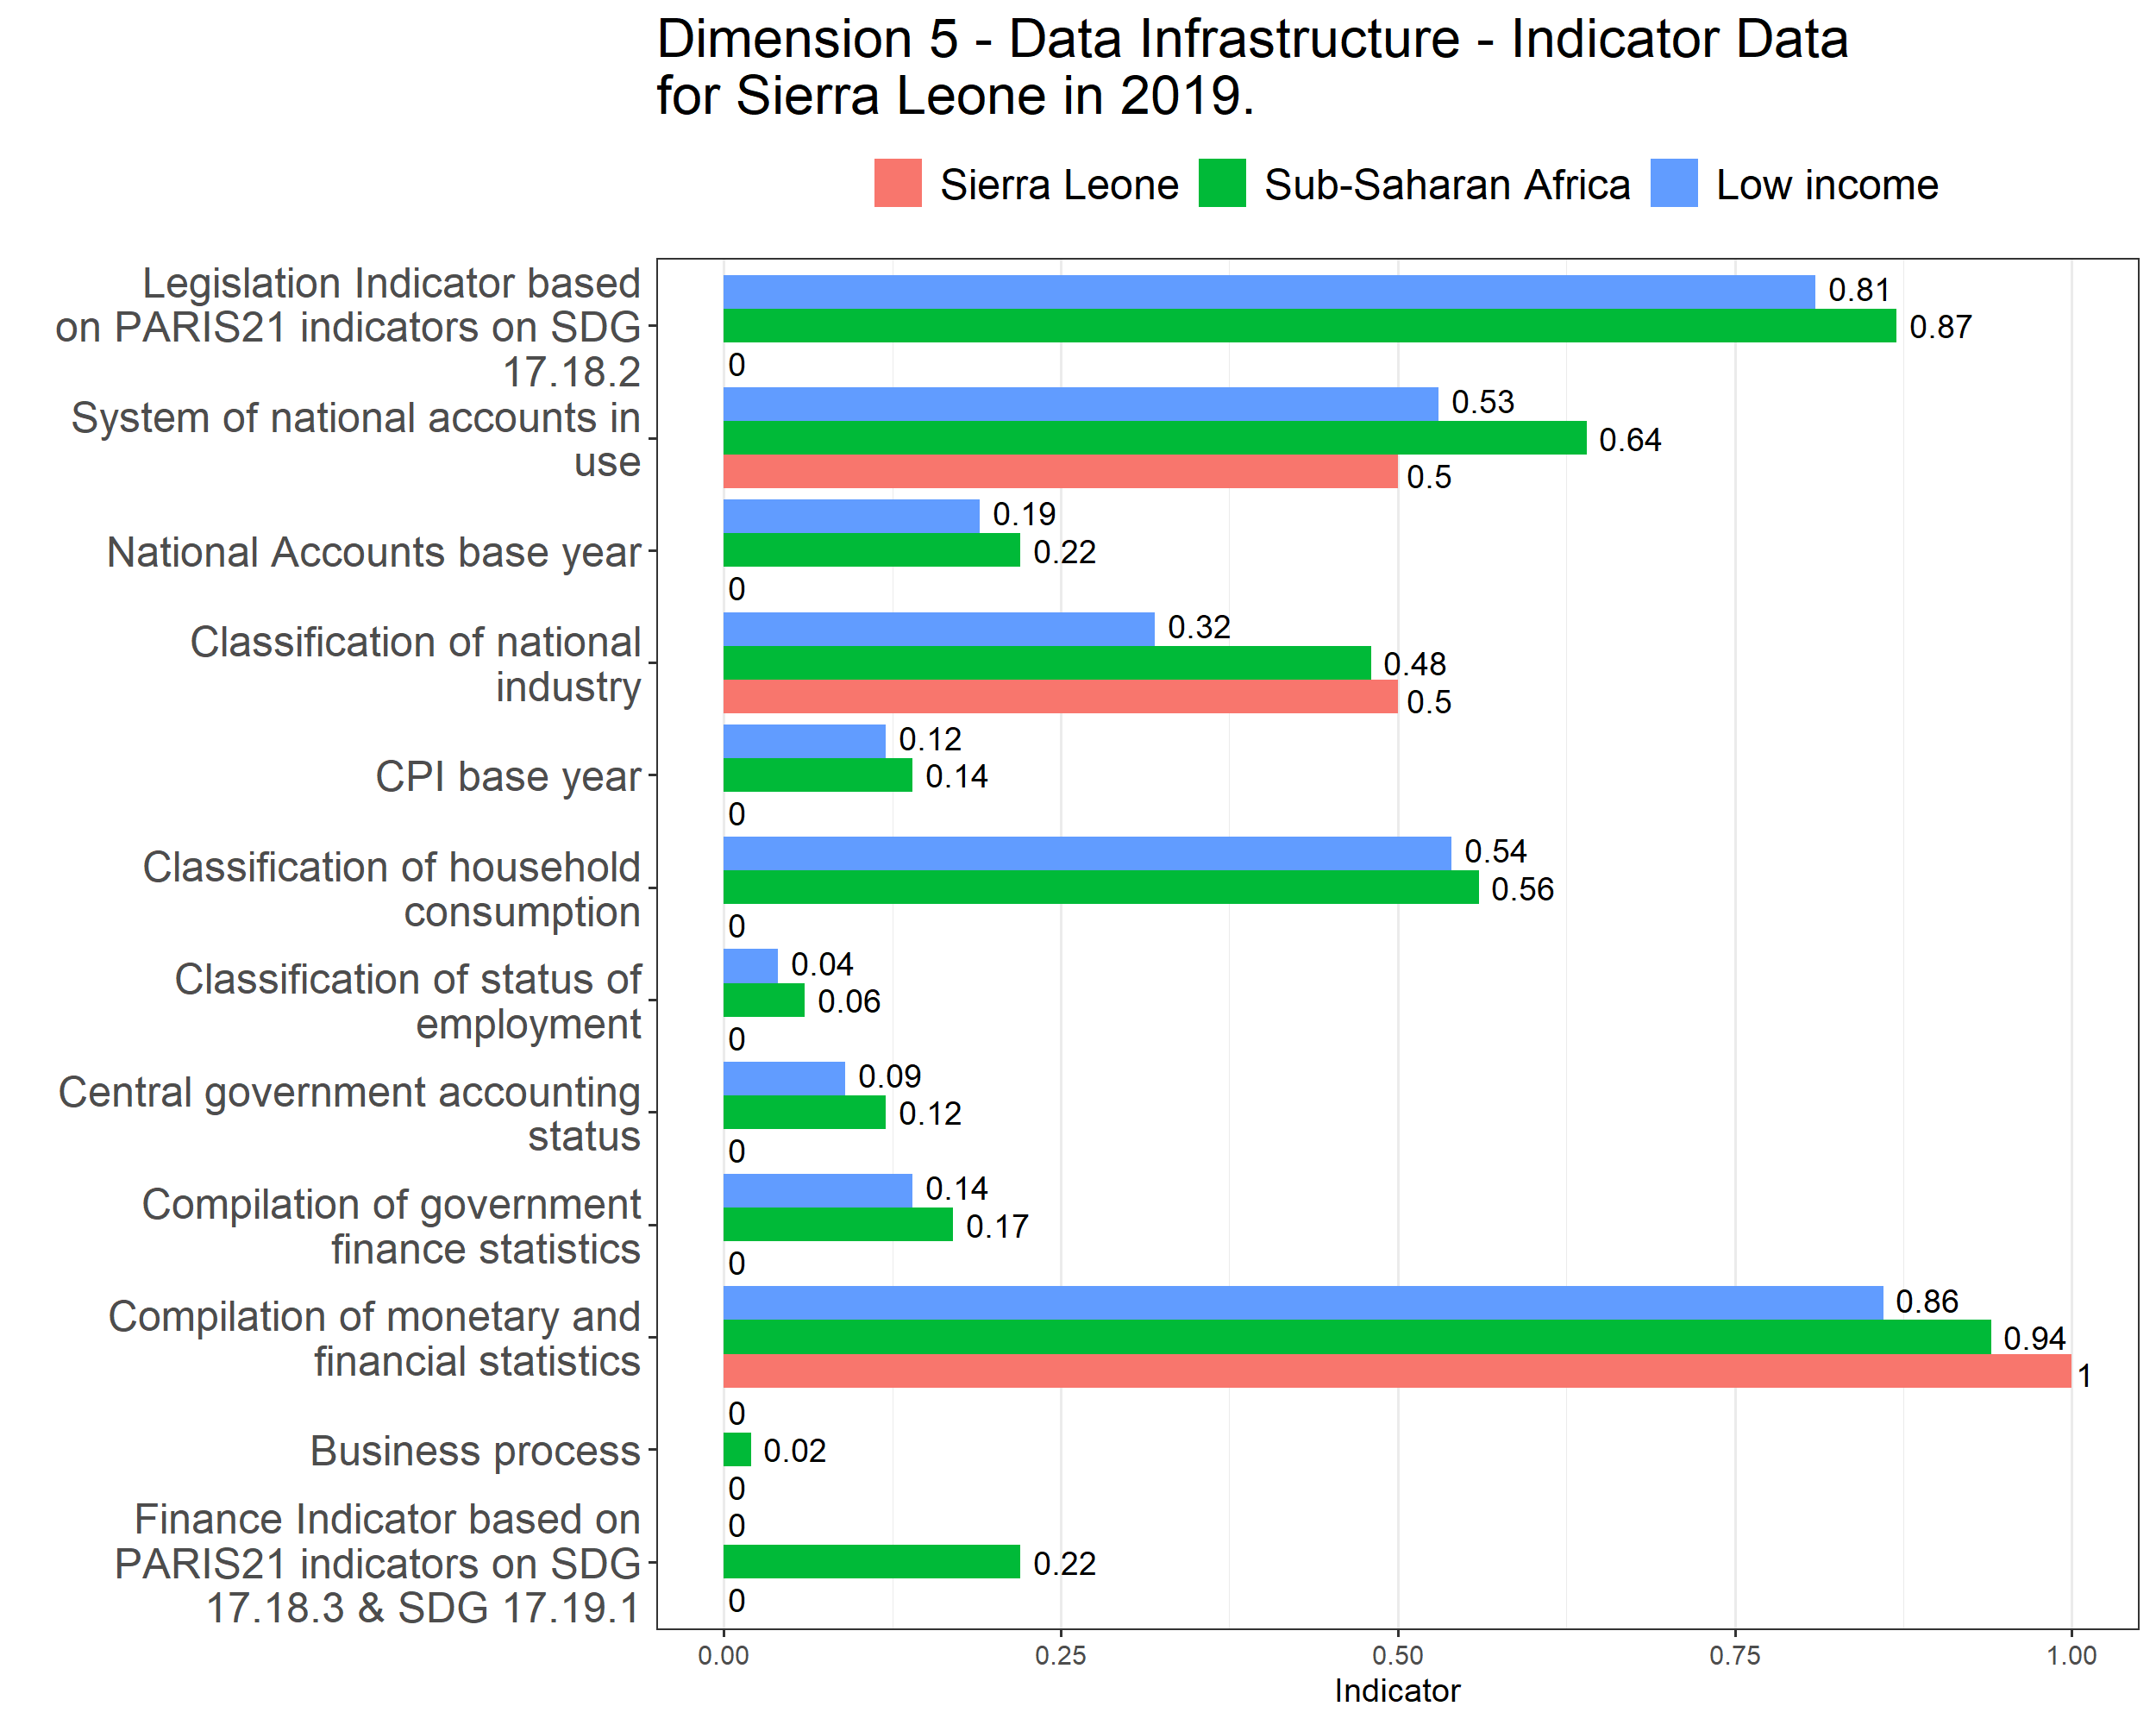 Dimension 5 - Data Infrastructure - Indicator Data
for Sierra Leone in 2019.
Sierra Leone
Sub-Saharan Africa
Low income
Legislation Indicator based
on PARIS21 indicators on SDG
17.18.2
0.81
0.87
0
System of national accounts in
use
0.53
0.64
0.5
National Accounts base year
0.19
0.22
0
Classification of national
industry
0.32
0.48
0.5
CPI base year
0.12
0.14
0
Classification of household
consumption
0.54
0.56
0
Classification of status of
employment
0.04
0.06
0
Central government accounting
status
0.09
0.12
0
Compilation of government
finance statistics
0.14
0.17
0
Compilation of monetary and
financial statistics
0.86
0.94
1
Business process
0
0.02
0
Finance Indicator based on
PARIS21 indicators on SDG
17.18.3 & SDG 17.19.1
0
0.22
0
0.00 0.25 0.50 0.75 1.00
Indicator